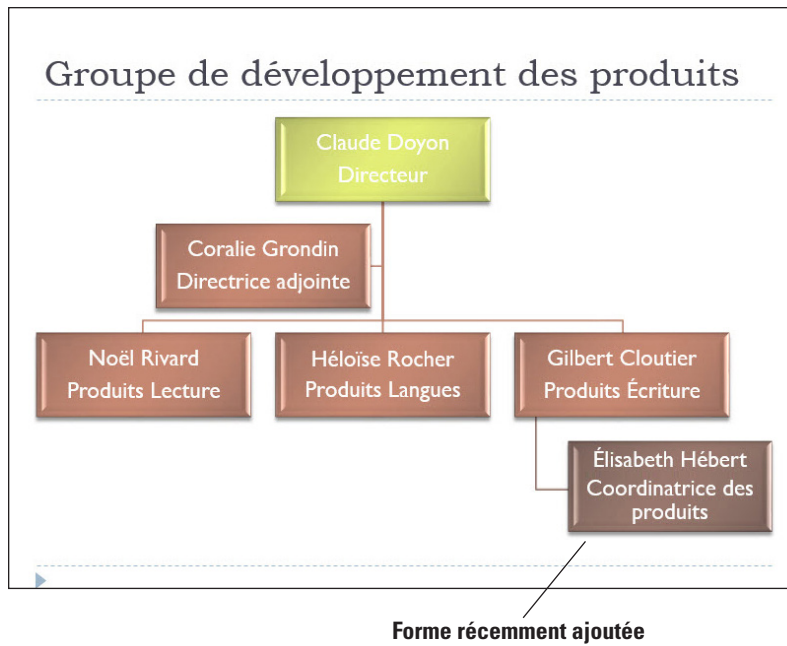 Groupe de développement des produits
Claude Doyon
Directeur
Coralie Grondin
Directrice adjointe
Noël Rivard
Produits Lecture
Héloïse Rocher
Produits Langues
Gilbert Cloutier
Produits Écriture
Élisabeth Hébert
Coordinatrice des
produits
Forme récemment ajoutée